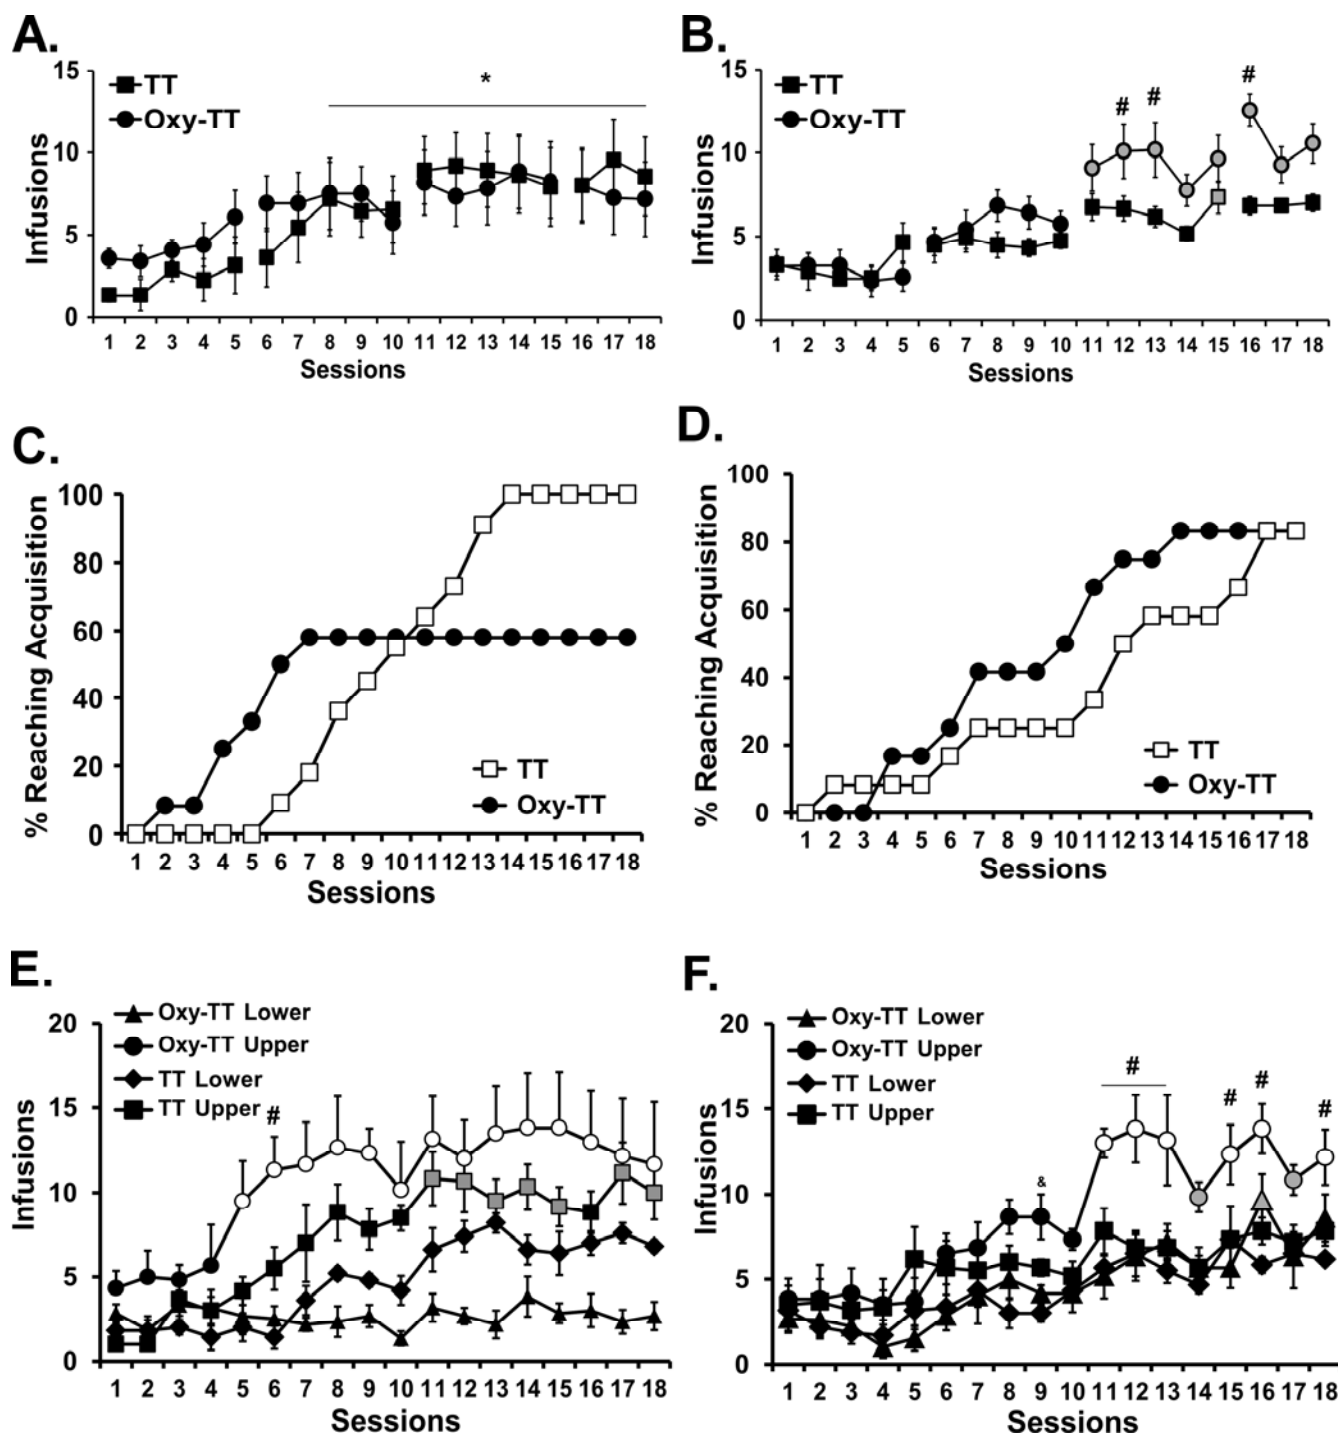 A.
15
10
5
0
Infusions
TT
Oxy-TT
*
1 2 3 4 5 6 7 8 9 10 11 12 13 14 15 16 17 18
Sessions
B.
15
10
5
0
Infusions
TT
Oxy-TT
# # #
1 2 3 4 5 6 7 8 9 10 11 12 13 14 15 16 17 18
Sessions
C.
100
80
60
40
20
0
% Reaching Acquisition
TT
Oxy-TT
1 2 3 4 5 6 7 8 9 10 11 12 13 14 15 16 17 18
Sessions
D.
100
80
60
40
20
0
% Reaching Acquisition
TT
Oxy-TT
1 2 3 4 5 6 7 8 9 10 11 12 13 14 15 16 17 18
Sessions
E.
20
15
10
5
0
Infusions
Oxy-TT Lower
Oxy-TT Upper
TT Lower
TT Upper
#
1 2 3 4 5 6 7 8 9 10 11 12 13 14 15 16 17 18
Sessions
F.
20
15
10
5
0
Infusions
Oxy-TT Lower
Oxy-TT Upper
TT Lower
TT Upper
& # # # #
1 2 3 4 5 6 7 8 9 10 11 12 13 14 15 16 17 18
Sessions